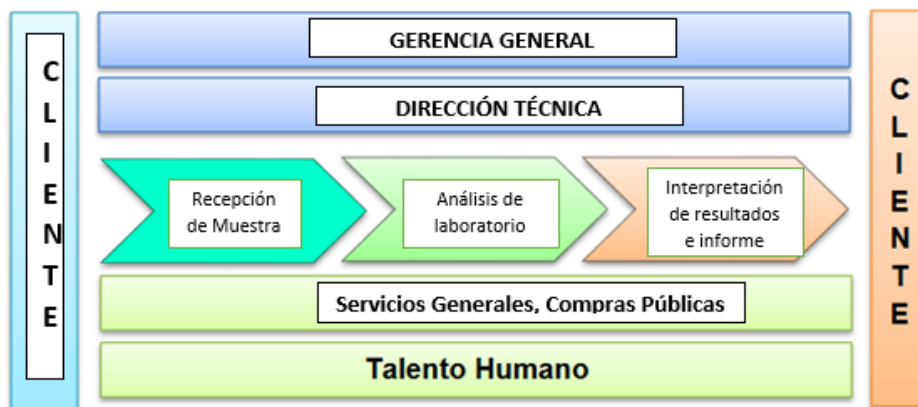 CLIENTE
GERENCIA GENERAL
DIRECCIÓN TÉCNICA
Recepción
de Muestra
Análisis de
laboratorio
Interpretación
de resultados
e informe
Servicios Generales, Compras Públicas
Talento Humano
CLIENTE